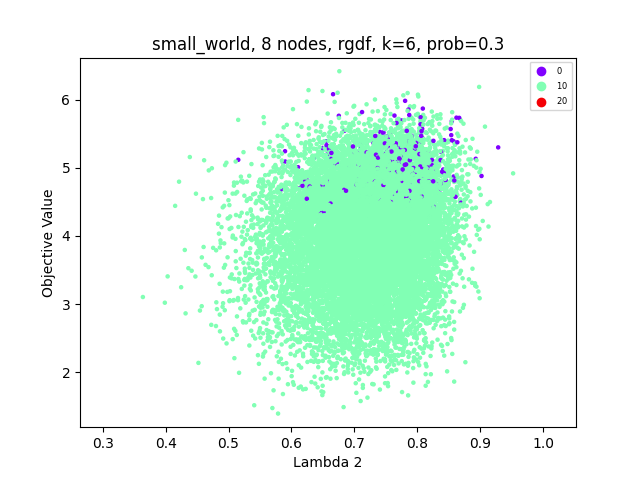 small_world, 8 nodes, rgdf, k=6, prob=0.3
0
10
20
6
5
4
3
2
Objective Value
0.3 0.4 0.5 0.6 0.7 0.8 0.9 1.0
Lambda 2